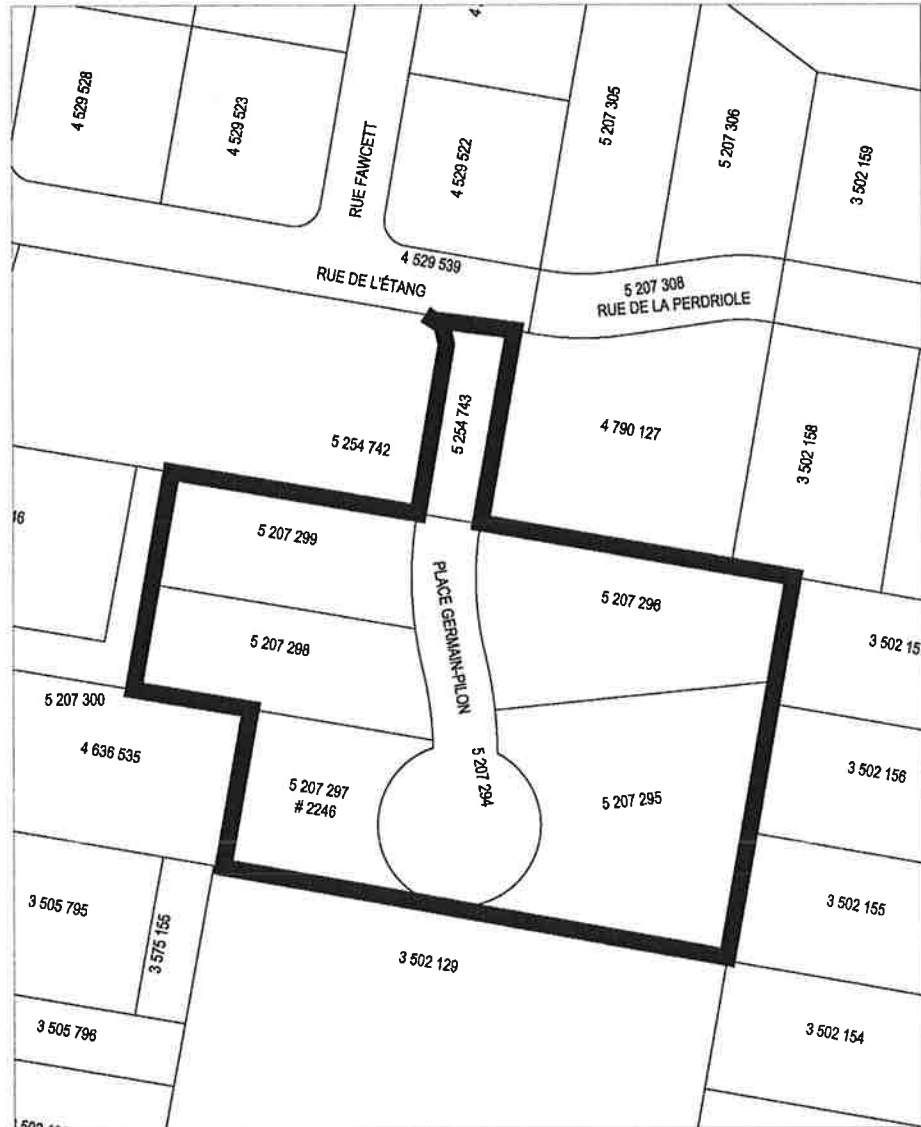 4 529 528
4 529 523
RUE FAWCETT
4 529 522
5 207 305
5 207 306
3 502 159
4 529 539
RUE DE L'ÉTANG
5 207 308
RUE DE LA PERDRIOLE
5 254 742
5 254 743
4 790 127
3 502 158
5 207 299
5 207 298
PLACE GERMAIN-PILON
5 207 296
3 502 15
5 207 300
4 636 535
5 207 297
# 2246
5 207 294
5 207 295
3 502 156
3 505 795
3 575 155
3 502 129
3 502 155
3 505 796
3 502 154